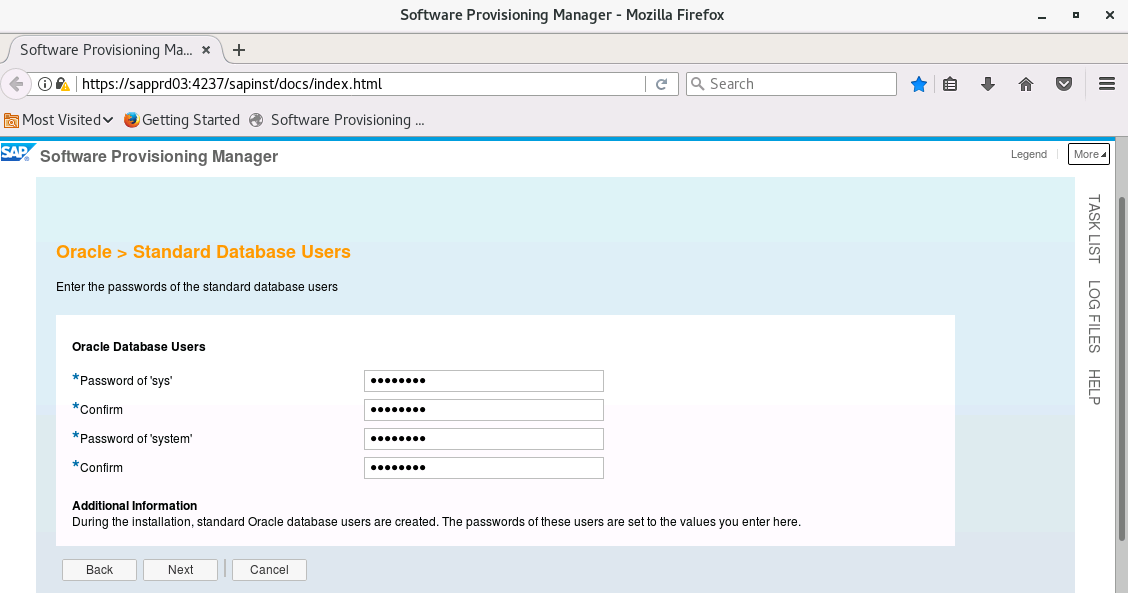 Software Provisioning Manager - Mozilla Firefox
Software Provisioning Ma...
https://sapprd03:4237/sapinst/docs/index.html
Search
Most Visited
Getting Started
Software Provisioning ...
SAP
Software Provisioning Manager
Legend
More
TASK LIST
LOG FILES
HELP
Oracle > Standard Database Users
Enter the passwords of the standard database users
Oracle Database Users
*Password of 'sys' ••••••••
*Confirm ••••••••
*Password of 'system' ••••••••
*Confirm ••••••••
Additional Information
During the installation, standard Oracle database users are created. The passwords of these users are set to the values you enter here.
Back
Next
Cancel